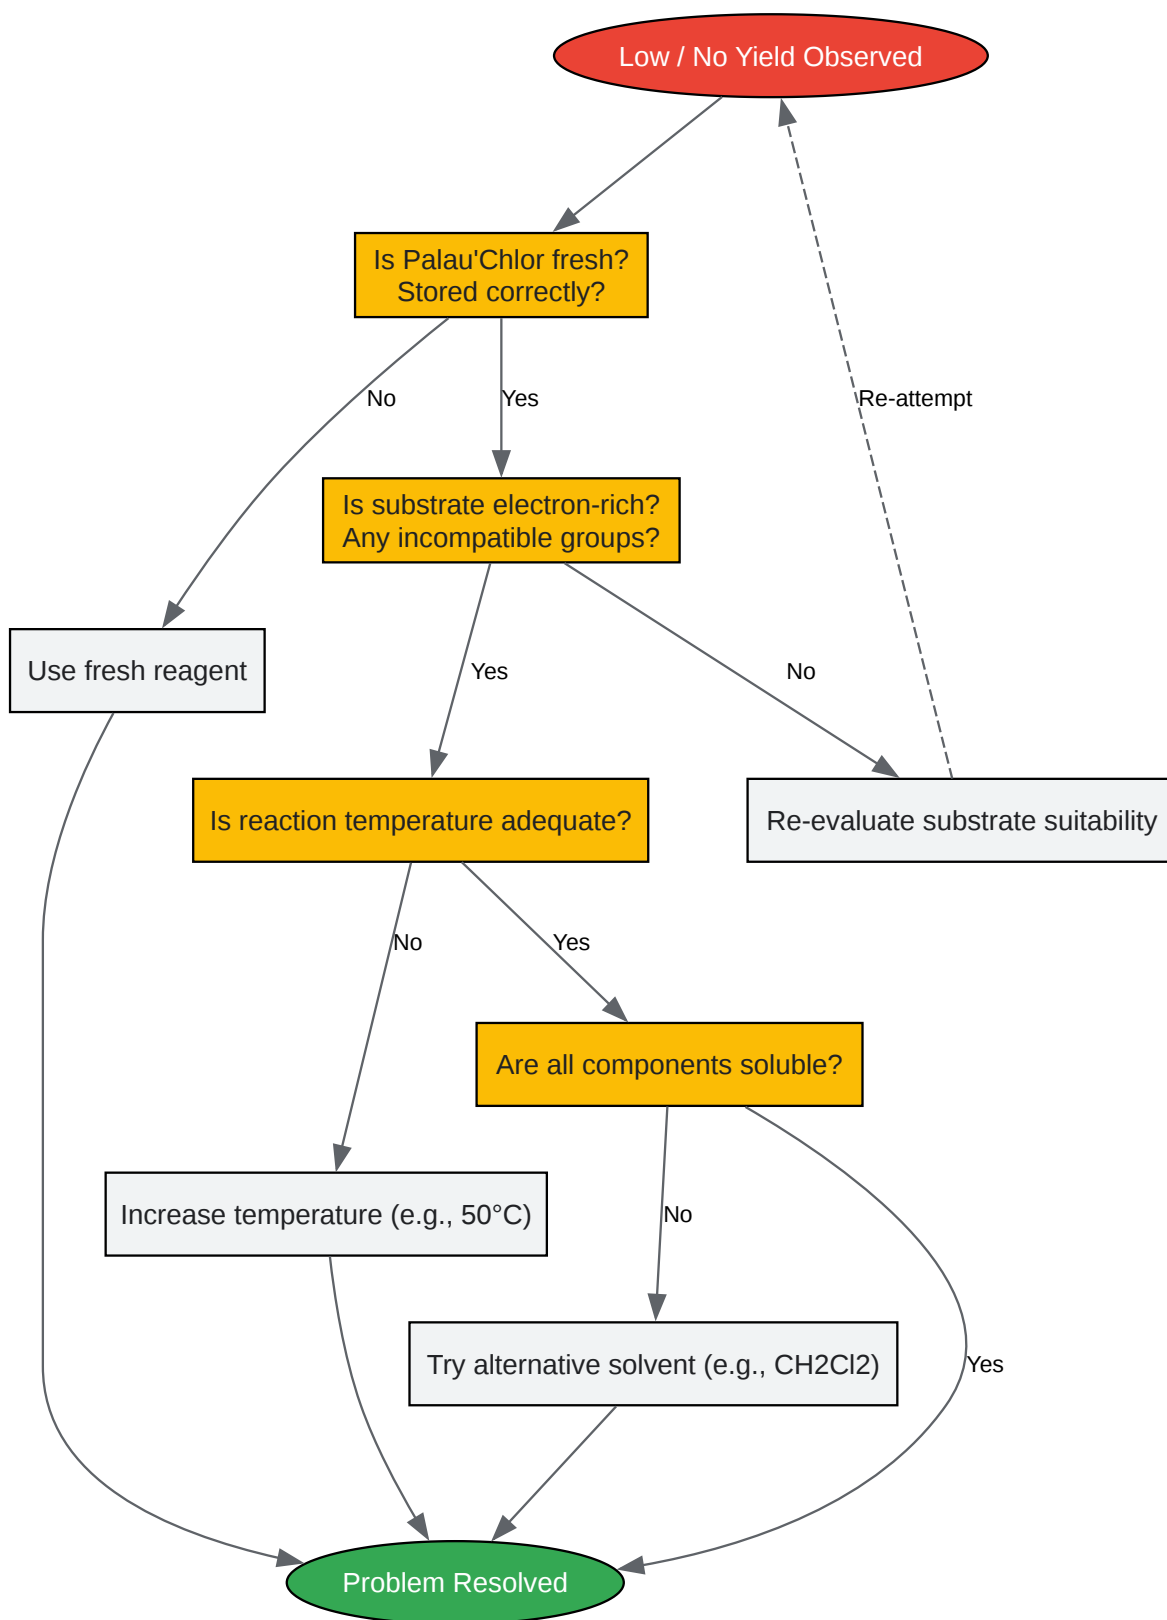 Low / No Yield Observed
Is Palau'Chlor fresh?
Stored correctly?
No
Yes
Re-attempt
Is substrate electron-rich?
Any incompatible groups?
Use fresh reagent
Yes
No
Is reaction temperature adequate?
Re-evaluate substrate suitability
No
Yes
Are all components soluble?
Increase temperature (e.g., 50°C)
No
Try alternative solvent (e.g., CH2Cl2)
Yes
Problem Resolved